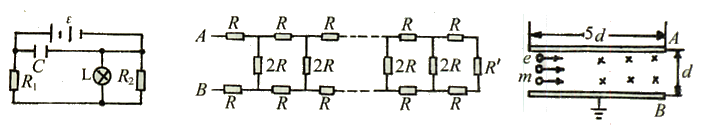 ε
C
R₁
L
R₂
R R R R
A
2R 2R 2R 2R R′
B
R R R R
5d A
e
m
d
B